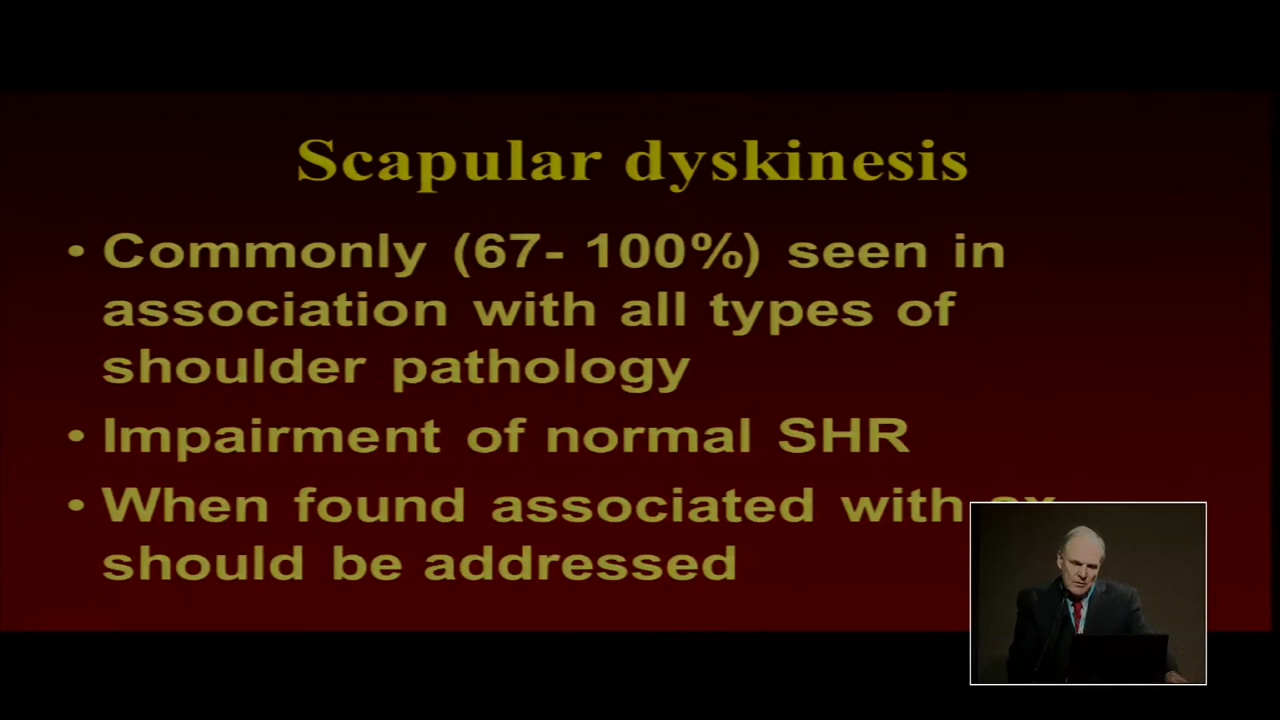 Scapular dyskinesis
• Commonly (67- 100%) seen in
association with all types of
shoulder pathology
• Impairment of normal SHR
• When found associated with
should be addressed